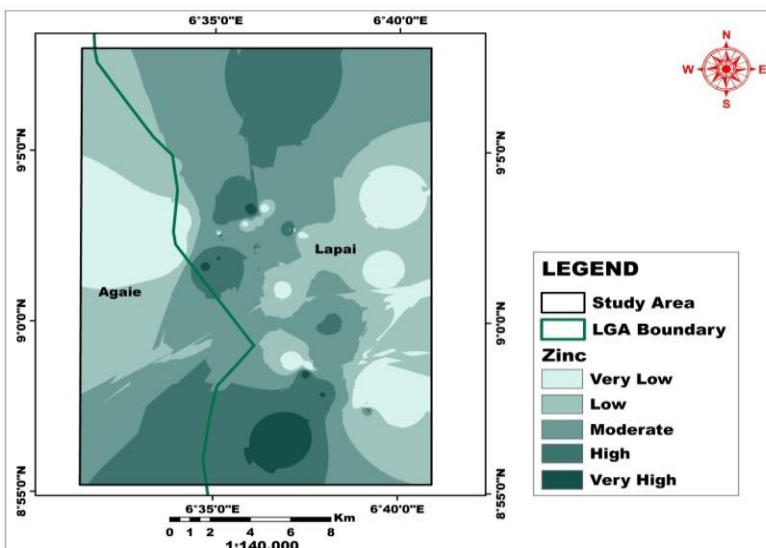 6°35'0"E 6°40'0"E
N
W E
S
9°5'0"N 9°5'0"N
Lapai
Agaie
9°0'0"N 9°0'0"N
8°55'0"N 8°55'0"N
LEGEND
Study Area
LGA Boundary
Zinc
Very Low
Low
Moderate
High
Very High
6°35'0"E 6°40'0"E
Km
0 1 2 4 6 8
1:140,000